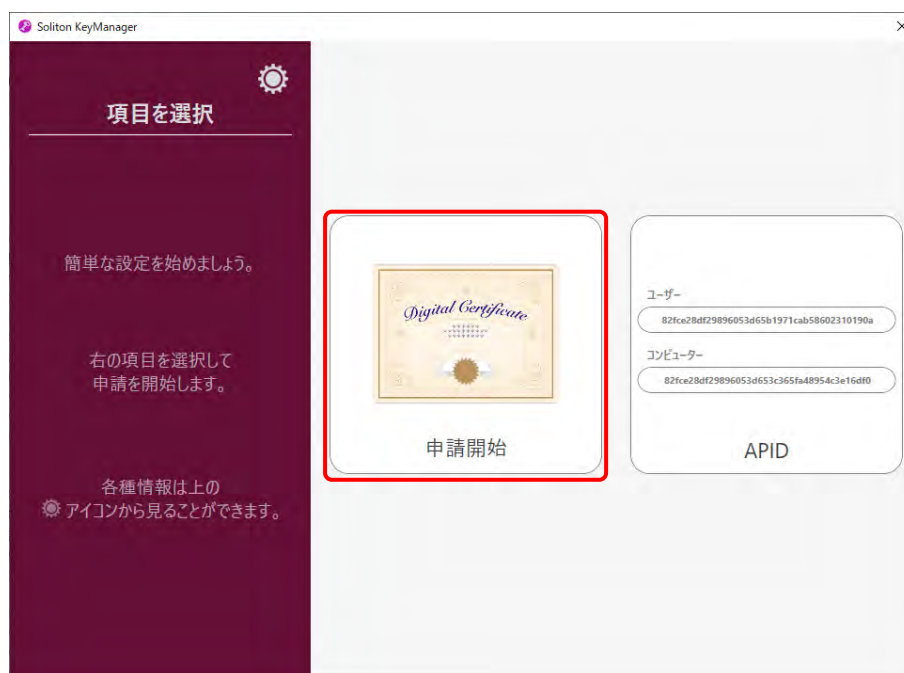 Soliton KeyManager
項目を選択
簡単な設定を始めましょう。
右の項目を選択して
申請を開始します。
各種情報は上の
アイコンから見ることができます。
Digital Certificate
申請開始
ユーザー
82fce28df29896053d65b1971cab58602310190a
コンピューター
82fce28df29896053d653c365fa48954c3e16df0
APID